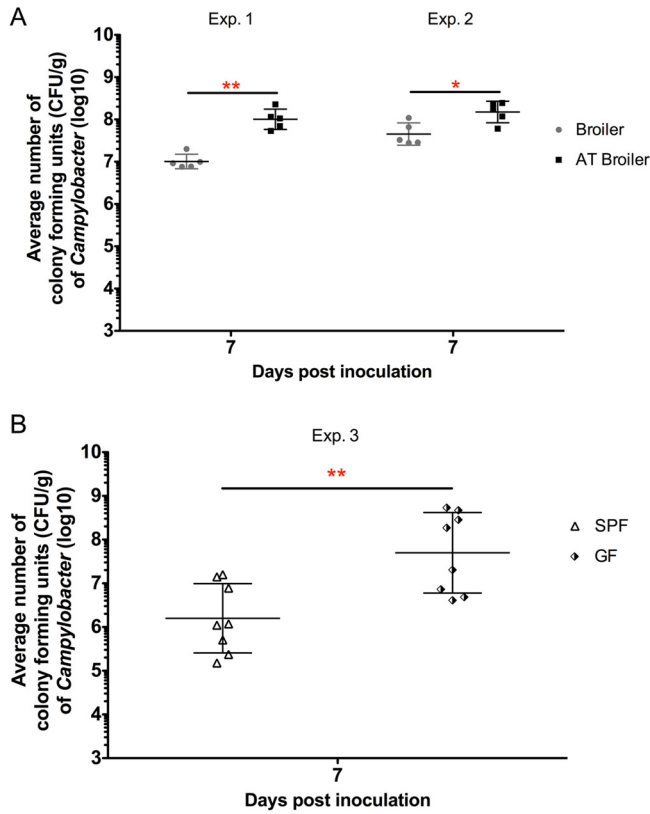 A
Exp. 1
Exp. 2
Average number of
colony forming units (CFU/g)
of Campylobacter (log10)
10
9
8
7
6
5
4
3
**
*
Broiler
AT Broiler
7
7
Days post inoculation
B
Exp. 3
Average number of
colony forming units (CFU/g)
of Campylobacter (log10)
10
9
8
7
6
5
4
3
**
SPF
GF
7
Days post inoculation